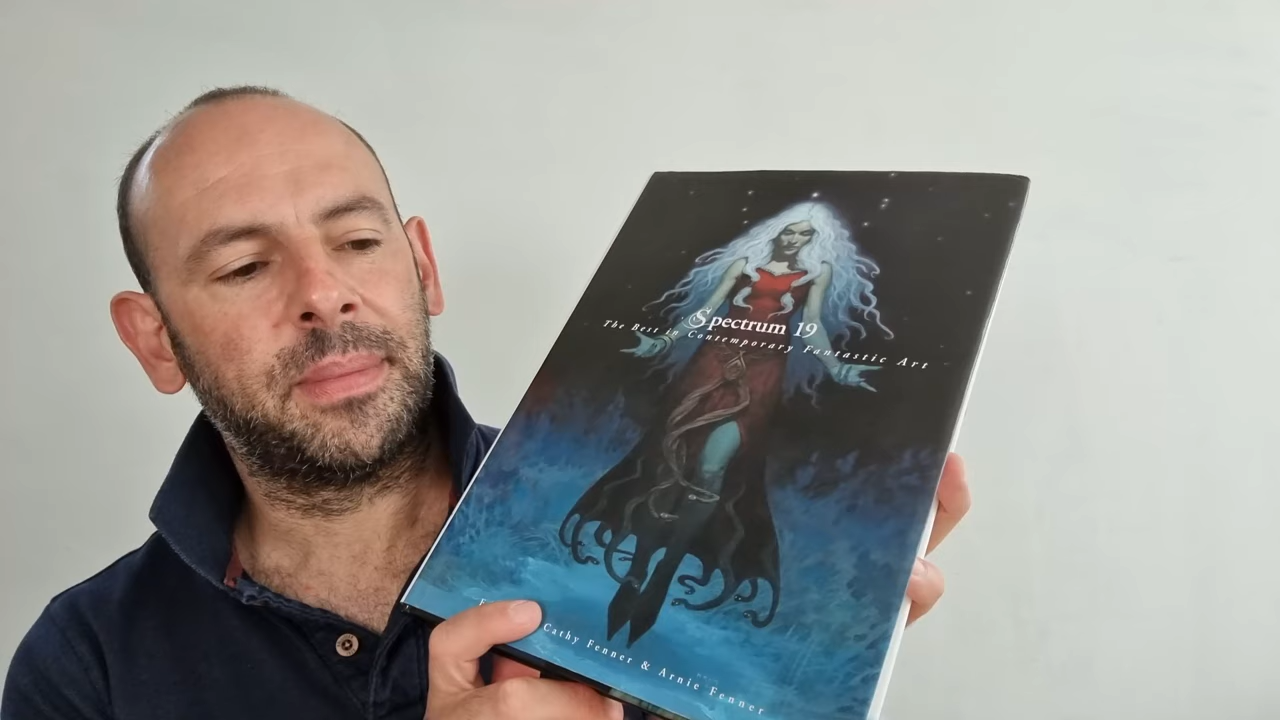 Spectrum 19
The Best in Contemporary Fantastic Art
Cathy Fenner & Arnie Fenner